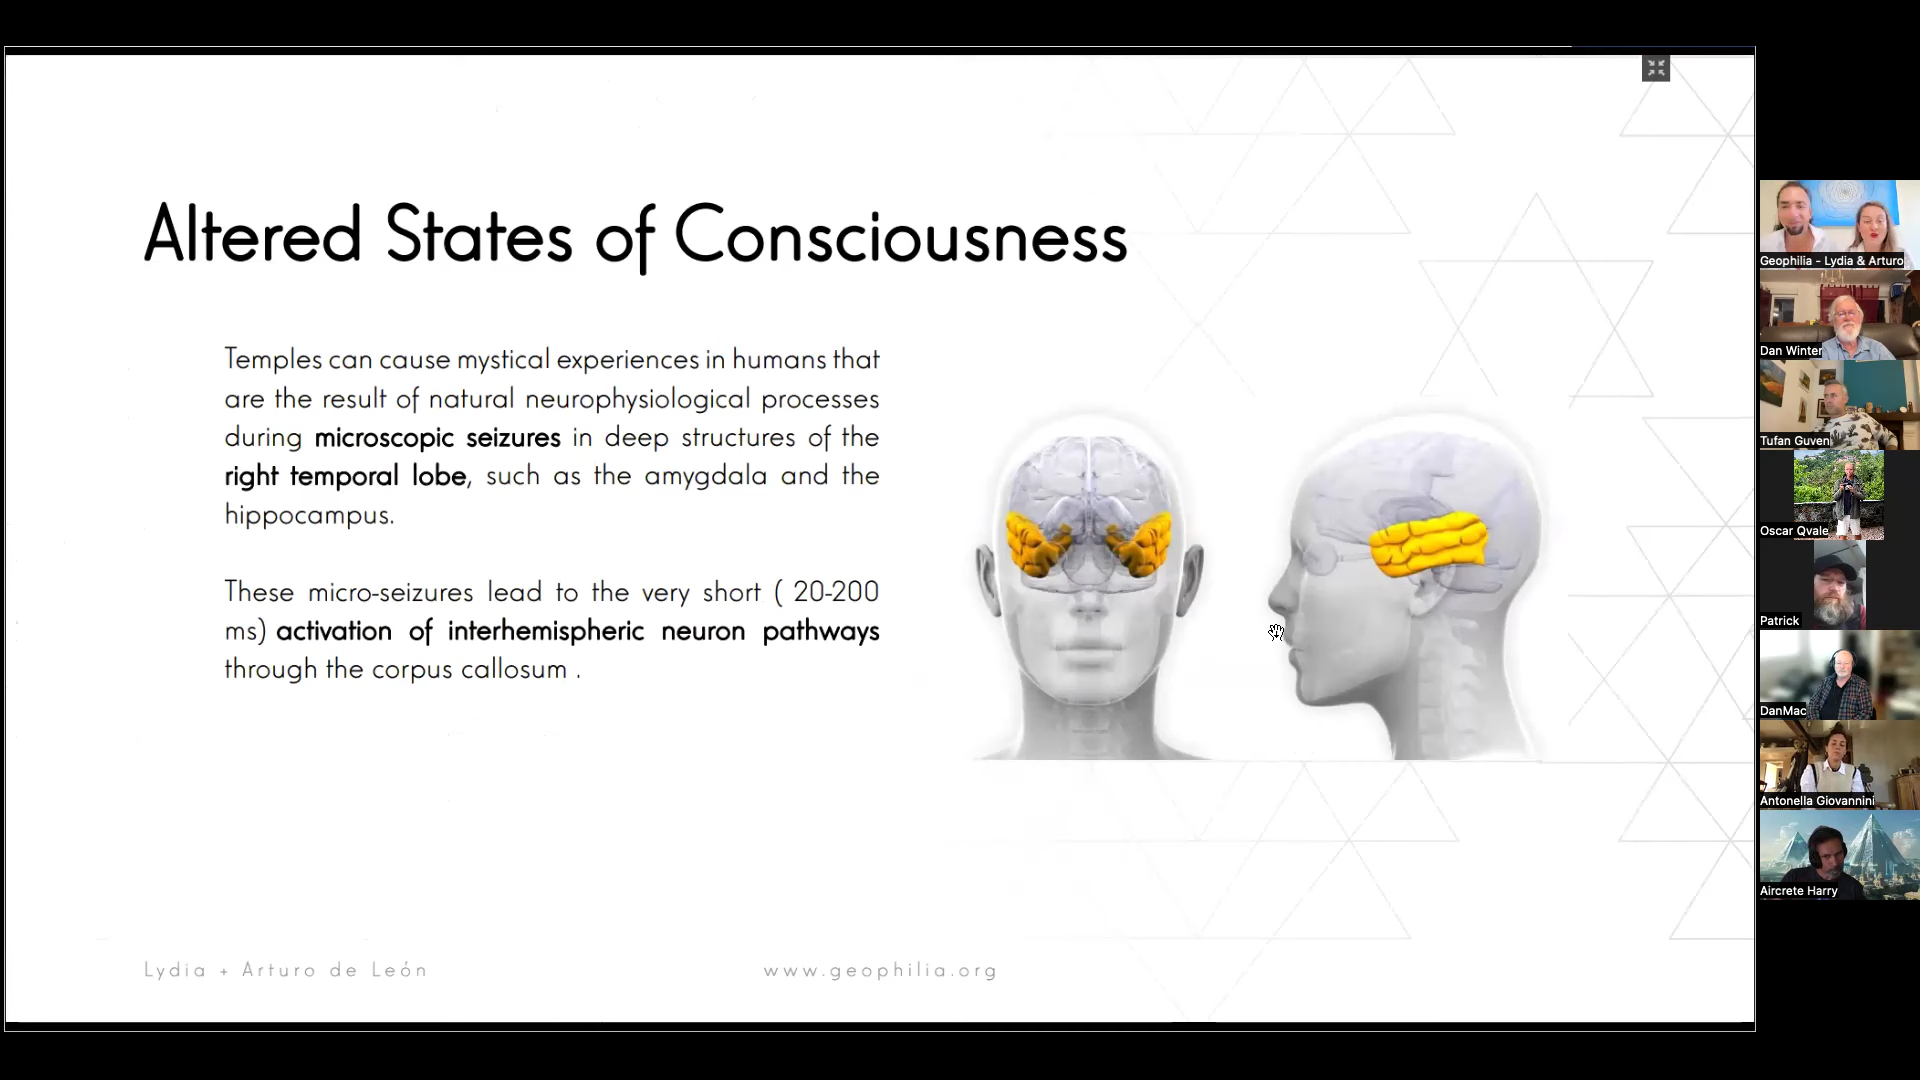 Altered States of Consciousness
Temples can cause mystical experiences in humans that
are the result of natural neurophysiological processes
during microscopic seizures in deep structures of the
right temporal lobe, such as the amygdala and the
hippocampus.
These micro-seizures lead to the very short ( 20-200
ms) activation of interhemispheric neuron pathways
through the corpus callosum .
Lydia + Arturo de León
www.geophilia.org
Geophilia - Lydia & Arturo
Dan Winter
Tufan Guven
Oscar Qvale
Patrick
DanMac
Antonella Giovannini
Aircrete Harry